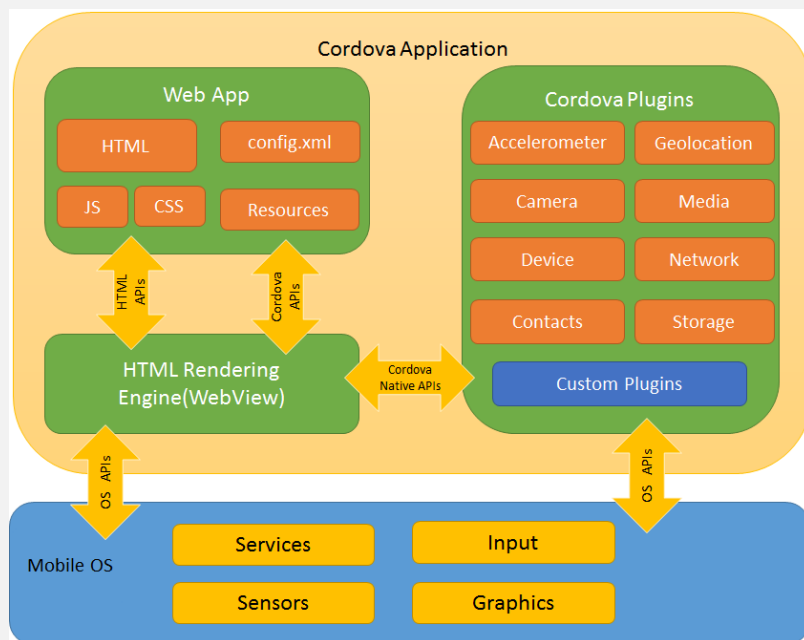 Cordova Application
Web App
HTML
config.xml
JS
CSS
Resources
Cordova Plugins
Accelerometer
Geolocation
Camera
Media
Device
Network
Contacts
Storage
Custom Plugins
HTML
APIs
Cordova
APIs
HTML Rendering
Engine(WebView)
Cordova
Native APIs
OS APIs
OS APIs
Mobile OS
Services
Input
Sensors
Graphics